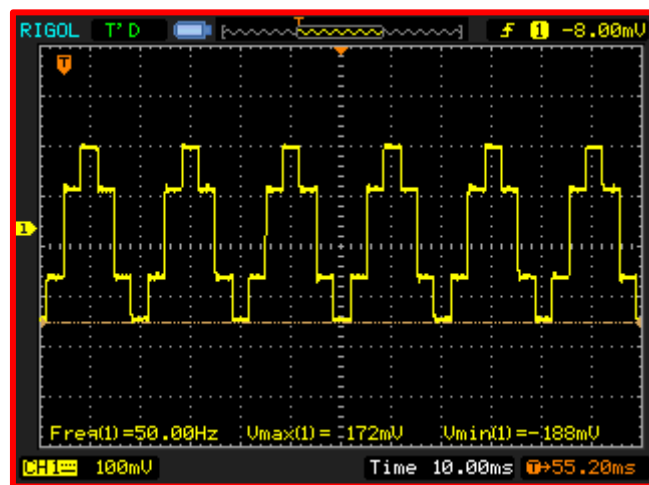 RIGOL T'D T f 1 -8.00mV
T
1
Freq(1)=50.00Hz Vmax(1)= 172mV Vmin(1)=-188mV
CH1 100mV Time 10.00ms T→55.20ms